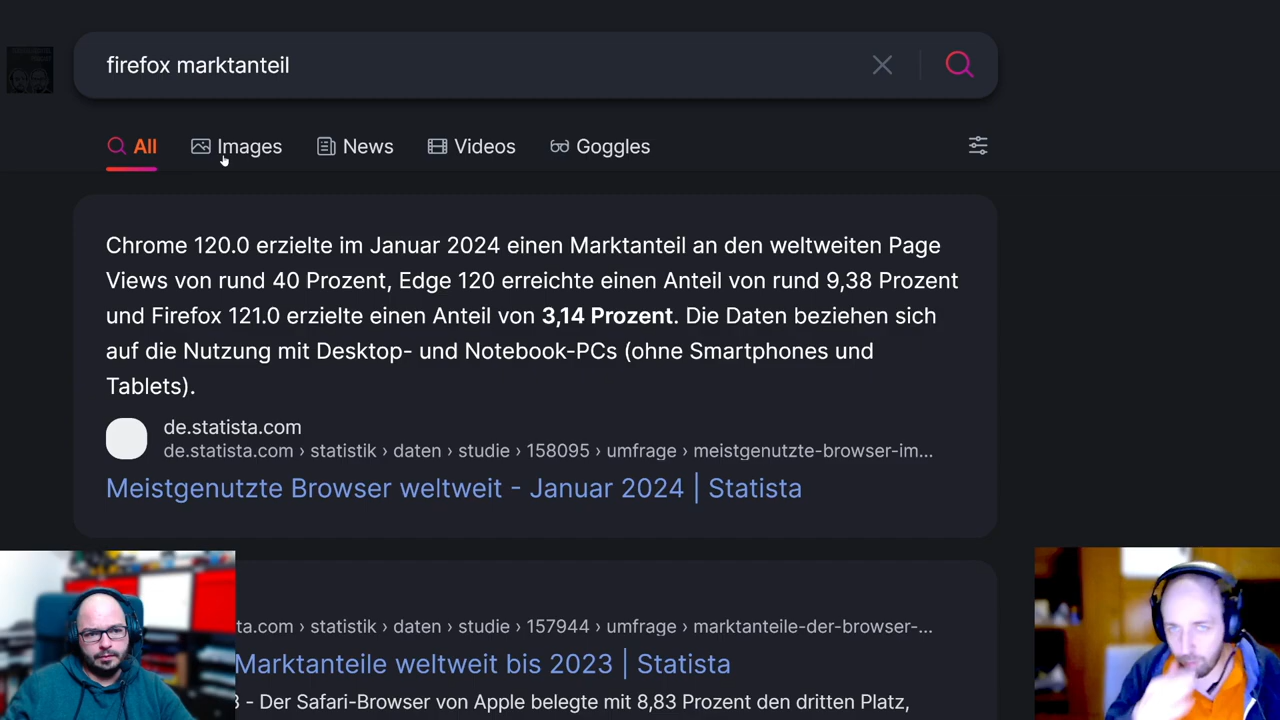 firefox marktanteil
All Images News Videos Goggles
Chrome 120.0 erzielte im Januar 2024 einen Marktanteil an den weltweiten Page
Views von rund 40 Prozent, Edge 120 erreichte einen Anteil von rund 9,38 Prozent
und Firefox 121.0 erzielte einen Anteil von 3,14 Prozent. Die Daten beziehen sich
auf die Nutzung mit Desktop- und Notebook-PCs (ohne Smartphones und
Tablets).
de.statista.com
de.statista.com › statistik › daten › studie › 158095 › umfrage › meistgenutzte-browser-im...
Meistgenutzte Browser weltweit - Januar 2024 | Statista
ta.com › statistik › daten › studie › 157944 › umfrage › marktanteile-der-browser-...
Marktanteile weltweit bis 2023 | Statista
- Der Safari-Browser von Apple belegte mit 8,83 Prozent den dritten Platz,